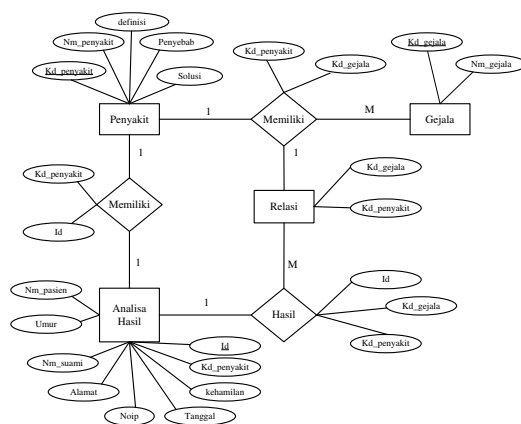 definisi
Nm_penyakit
Penyebab
Kd_penyakit
Solusi
Kd_penyakit
Kd_gejala
Kd_gejala
Nm_gejala
Penyakit
1
Memiliki
M
Gejala
1
1
Kd_penyakit
Memiliki
Id
Relasi
Kd_gejala
Kd_penyakit
1
M
Nm_pasien
Umur
Analisa
Hasil
1
Hasil
Id
Kd_gejala
Kd_penyakit
Nm_suami
Alamat
Noip
Tanggal
kehamilan
Kd_penyakit
Id